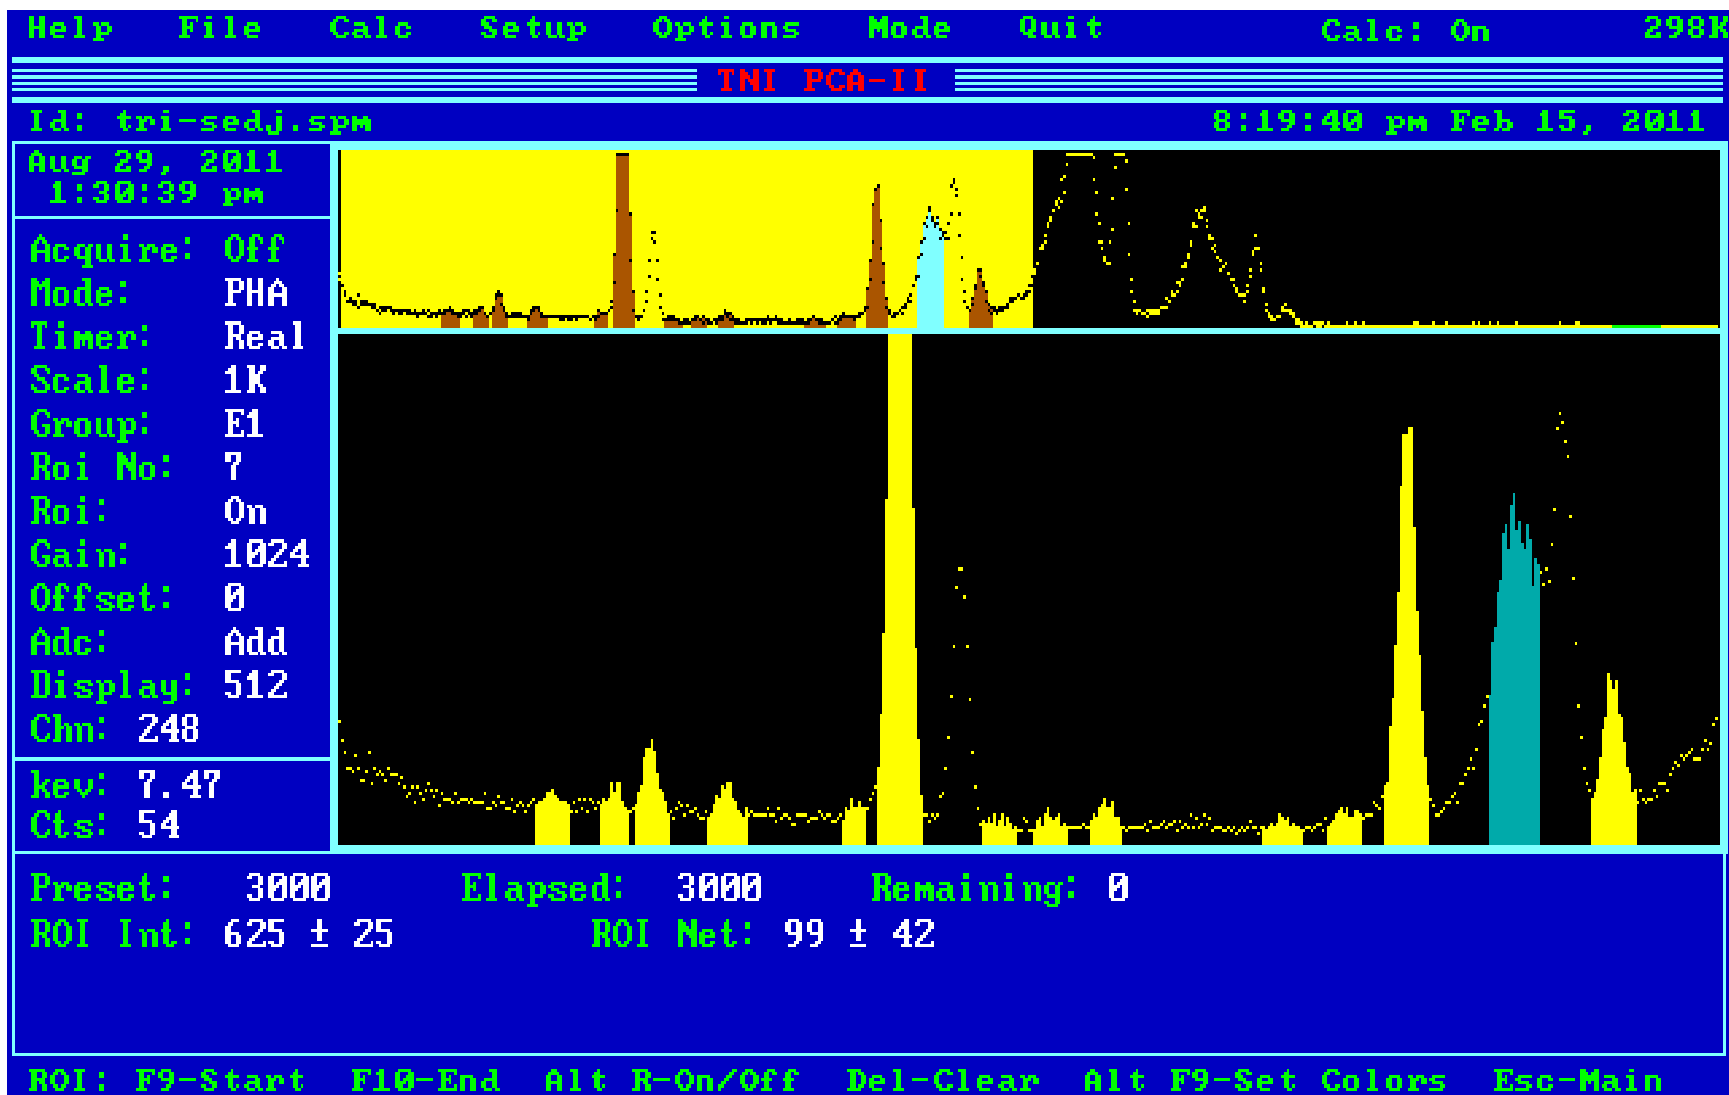 Help File Calc Setup Options Mode Quit Calc: On 298K
TNI PCA-II
Id: tri-sedj.spm 8:19:40 pm Feb 15, 2011
Aug 29, 2011
1:30:39 pm
Acquire: Off
Mode: PHA
Timer: Real
Scale: 1K
Group: E1
Roi No: 7
Roi: On
Gain: 1024
Offset: 0
Adc: Add
Display: 512
Chn: 248
kev: 7.47
Cts: 54
Preset: 3000 Elapsed: 3000 Remaining: 0
ROI Int: 625 ± 25 ROI Net: 99 ± 42
ROI: F9-Start F10-End Alt R-On/Off Del-Clear Alt F9-Set Colors Esc-Main